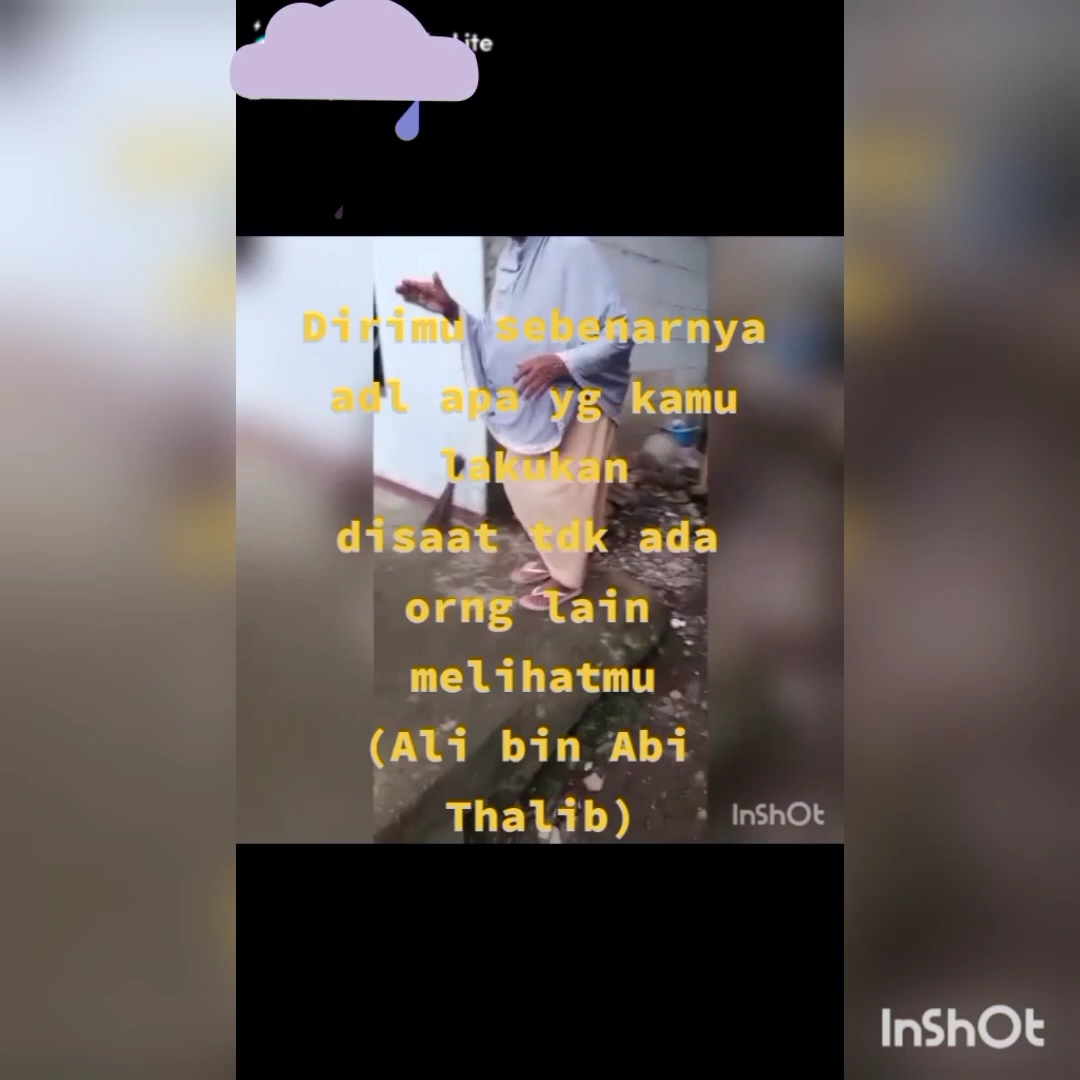 Lite
Dirimu sebenarnya
adl apa yg kamu
lakukan
disaat tdk ada
orng lain
melihatmu
(Ali bin Abi
Thalib)
InShOt
InShOt